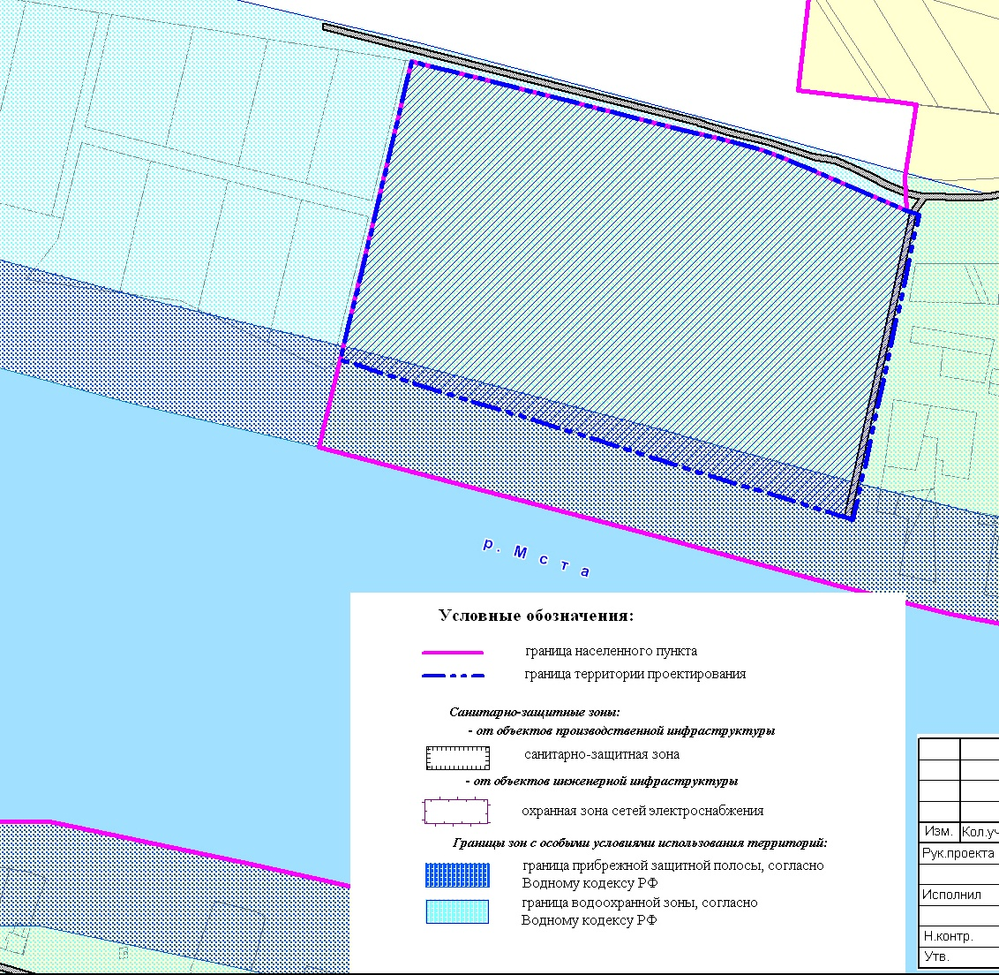 р. Мста
Условные обозначения:
граница населенного пункта
граница территории проектирования
Санитарно-защитные зоны:
- от объектов производственной инфраструктуры
санитарно-защитная зона
- от объектов инженерной инфраструктуры
охранная зона сетей электроснабжения
Границы зон с особыми условиями использования территорий:
граница прибрежной защитной полосы, согласно
Водному кодексу РФ
граница водоохранной зоны, согласно
Водному кодексу РФ
Изм. Кол.уч
Рук.проекта
Исполнил
Н.контр.
Утв.